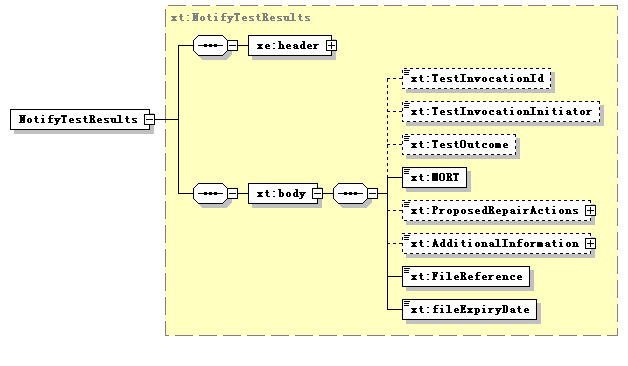 xt:NotifyTestResults
xe:header
NotifyTestResults
xt:body
xt:TestInvocationId
xt:TestInvocationInitiator
xt:TestOutcome
xt:MORT
xt:ProposedRepairActions
xt:AdditionalInformation
xt:FileReference
xt:fileExpiryDate